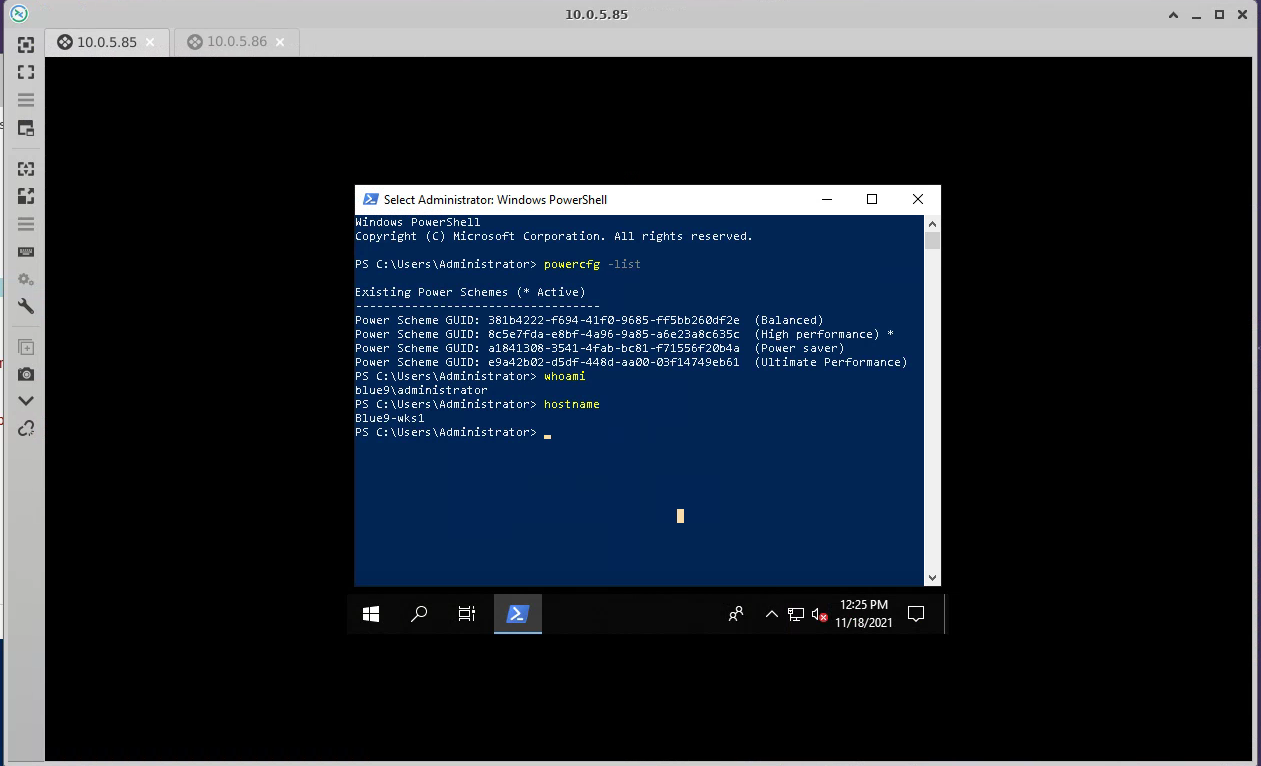 10.0.5.85
10.0.5.85
10.0.5.86
Select Administrator: Windows PowerShell
Windows PowerShell
Copyright (C) Microsoft Corporation. All rights reserved.
PS C:\Users\Administrator> powercfg -list
Existing Power Schemes (* Active)
-----------------------------------
Power Scheme GUID: 381b4222-f694-41f0-9685-ff5bb260df2e  (Balanced)
Power Scheme GUID: 8c5e7fda-e8bf-4a96-9a85-a6e23a8c635c  (High performance) *
Power Scheme GUID: a1841308-3541-4fab-bc81-f71556f20b4a  (Power saver)
Power Scheme GUID: e9a42b02-d5df-448d-aa00-03f14749eb61  (Ultimate Performance)
PS C:\Users\Administrator> whoami
blue9\administrator
PS C:\Users\Administrator> hostname
Blue9-wks1
PS C:\Users\Administrator>
12:25 PM
11/18/2021